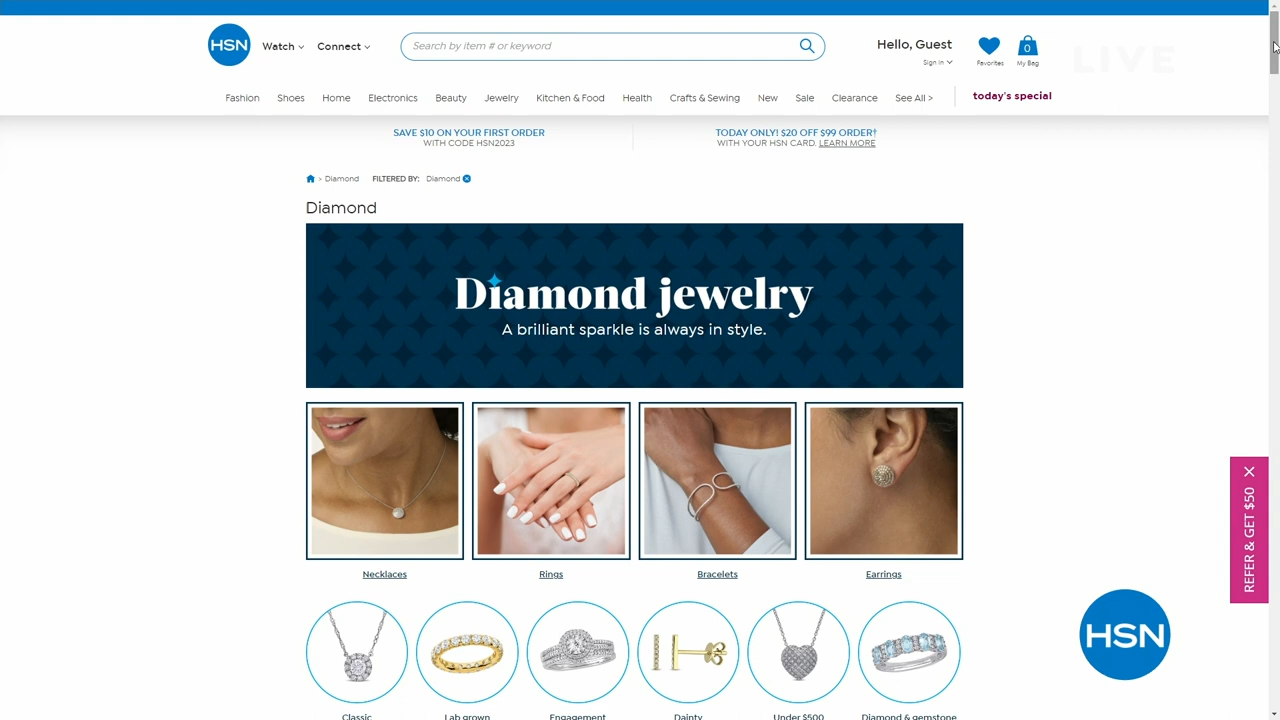 HSN
Watch
Connect
Search by item # or keyword
Hello, Guest
Sign In
Favorites
0
My Bag
LIVE
Fashion
Shoes
Home
Electronics
Beauty
Jewelry
Kitchen & Food
Health
Crafts & Sewing
New
Sale
Clearance
See All >
today's special
SAVE $10 ON YOUR FIRST ORDER
WITH CODE HSN2023
TODAY ONLY! $20 OFF $99 ORDER†
WITH YOUR HSN CARD. LEARN MORE
> Diamond
FILTERED BY: Diamond
Diamond
Diamond jewelry
A brilliant sparkle is always in style.
Necklaces
Rings
Bracelets
Earrings
REFER & GET $50
HSN
Classic
Lab grown
Engagement
Dainty
Under $500
Diamond & gemstone